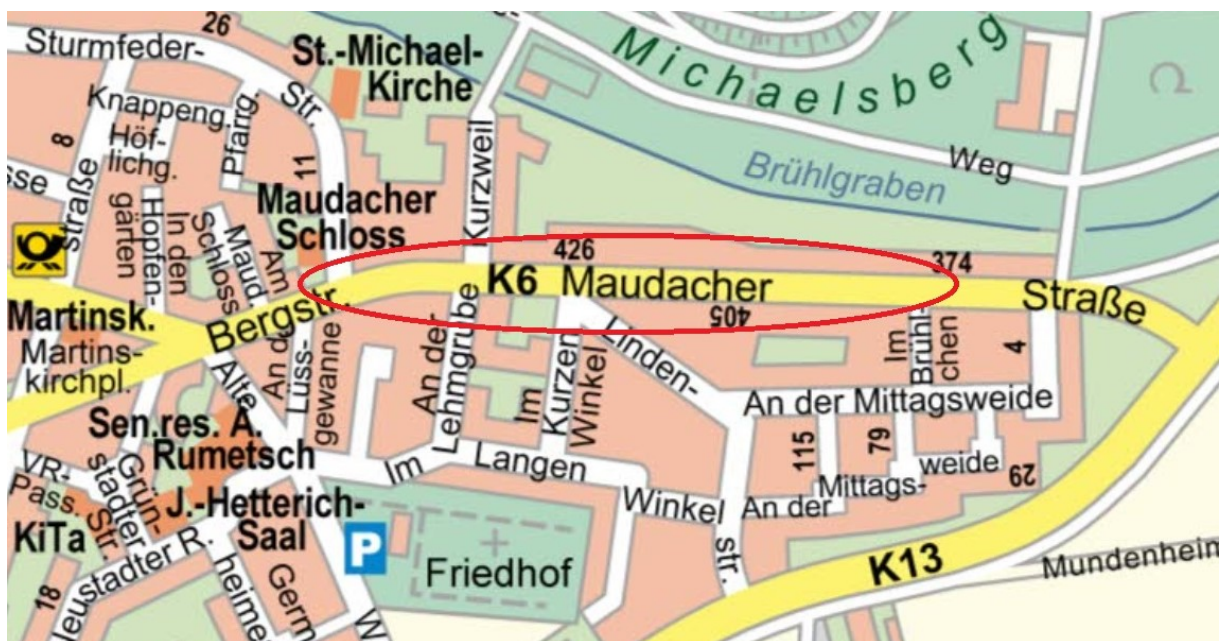 26
Sturmfeder-
Str.
St.-Michael-
Kirche
Michaelsberg
Knappeng.
Höf-
lichg.
Pfarrg.
8
straße
sse
11
Kurzweil
Weg
Brühlgraben
Maudacher
Schloss
Hopfen-
gärten
In den
Schloss
Maud.
Am
426
374
K6 Maudacher
Straße
405
Bergstr.
Martinsk.
Martins-
kirchpl.
An d.
Lüss-
gewanne
An der
Lehmgrube
Im
Kurzen
Winkel
Linden-
str.
Im
Brühl-
chen
4
Alte
An der Mittagsweide
115
79
29
An der
Mittags-
weide
Sen.res. A.
Rumetsch
Im
Langen
Winkel
VR-
Pass.
Grün-
stadter
Str.
J.-Hetterich-
Saal
KiTa
P
Friedhof
K13
Mundenheim
18
Neustadter R.
heimer
Germ
W